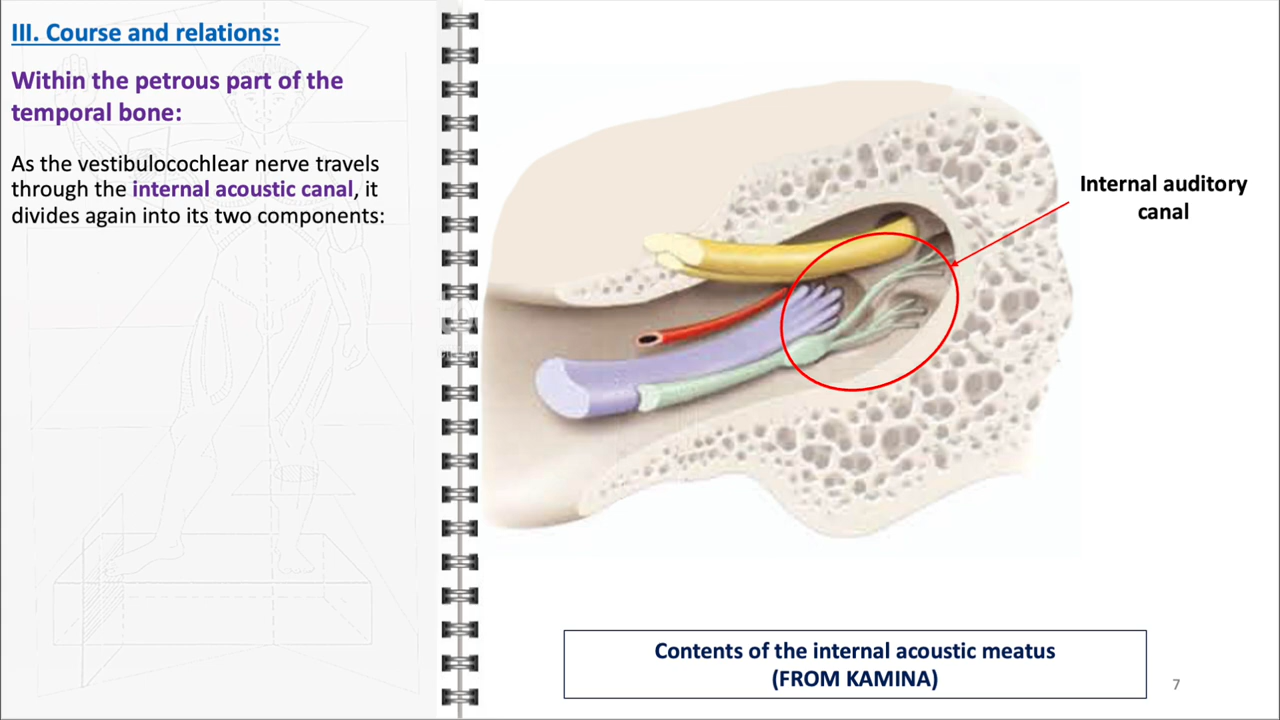 III. Course and relations:
Within the petrous part of the
temporal bone:
As the vestibulocochlear nerve travels
through the internal acoustic canal, it
divides again into its two components:
Internal auditory
canal
Contents of the internal acoustic meatus
(FROM KAMINA)
7